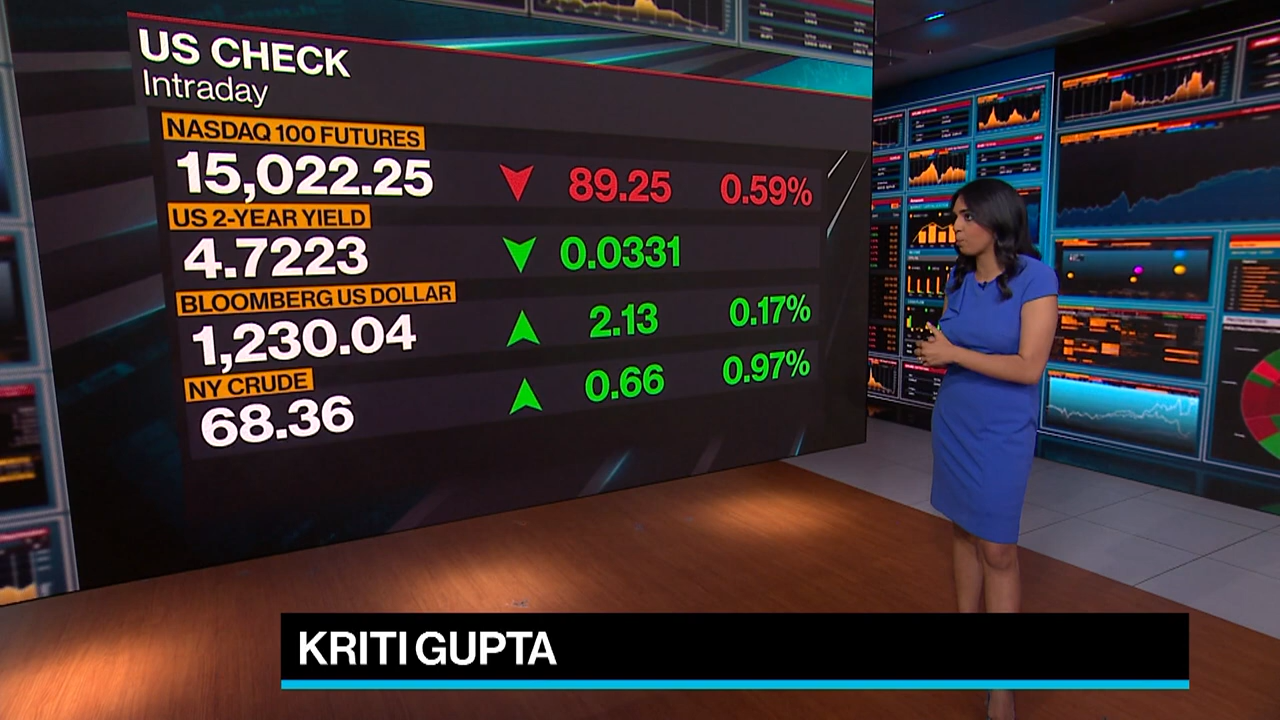 US CHECK
Intraday
NASDAQ 100 FUTURES
15,022.25 89.25 0.59%
US 2-YEAR YIELD
4.7223 0.0331
BLOOMBERG US DOLLAR
1,230.04 2.13 0.17%
NY CRUDE
68.36 0.66 0.97%
KRITI GUPTA